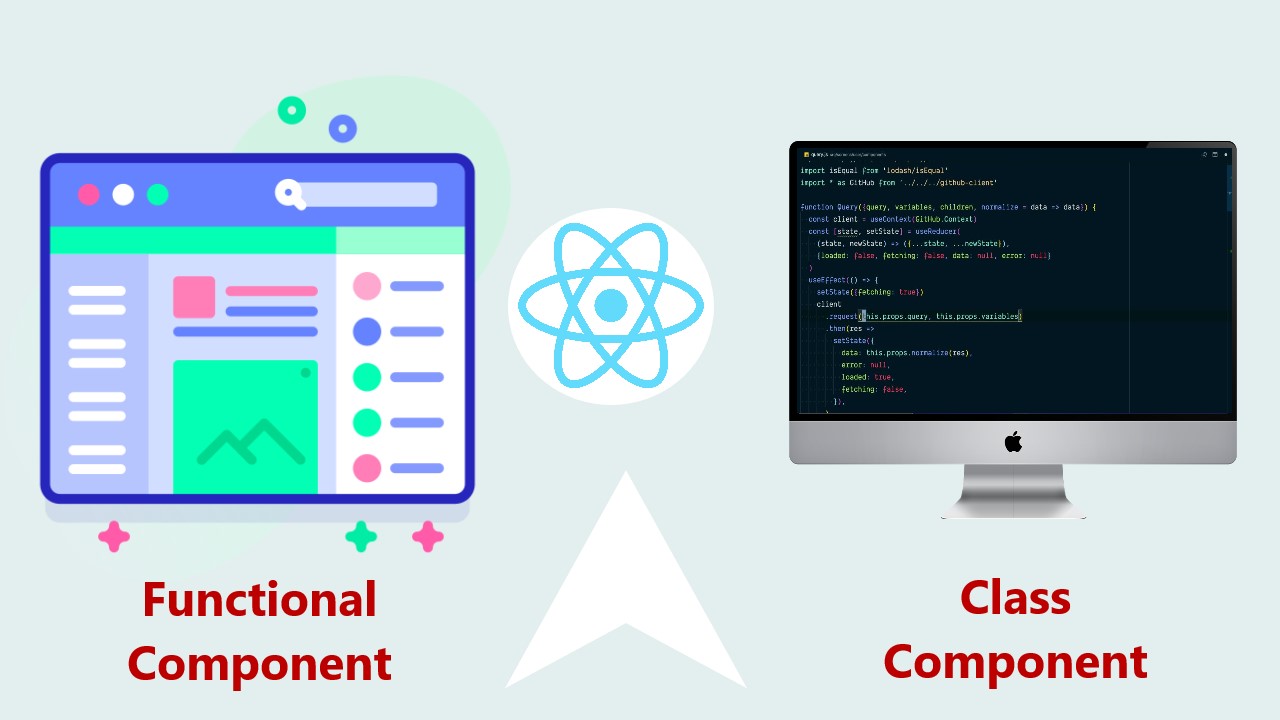 query.js
import isEqual from 'lodash/isEqual'
import * as GitHub from '../../../github-client'
function Query({query, variables, children, normalize = data => data}) {
const client = useContext(GitHub.Context)
const [state, setState] = useReducer(
(state, newState) => ({...state, ...newState}),
{loaded: false, fetching: false, data: null, error: null}
)
useEffect(() => {
setState({fetching: true})
client
.request(this.props.query, this.props.variables)
.then(res =>
setState({
data: this.props.normalize(res),
error: null,
loaded: true,
fetching: false,
}),
)
Functional
Component
Class
Component